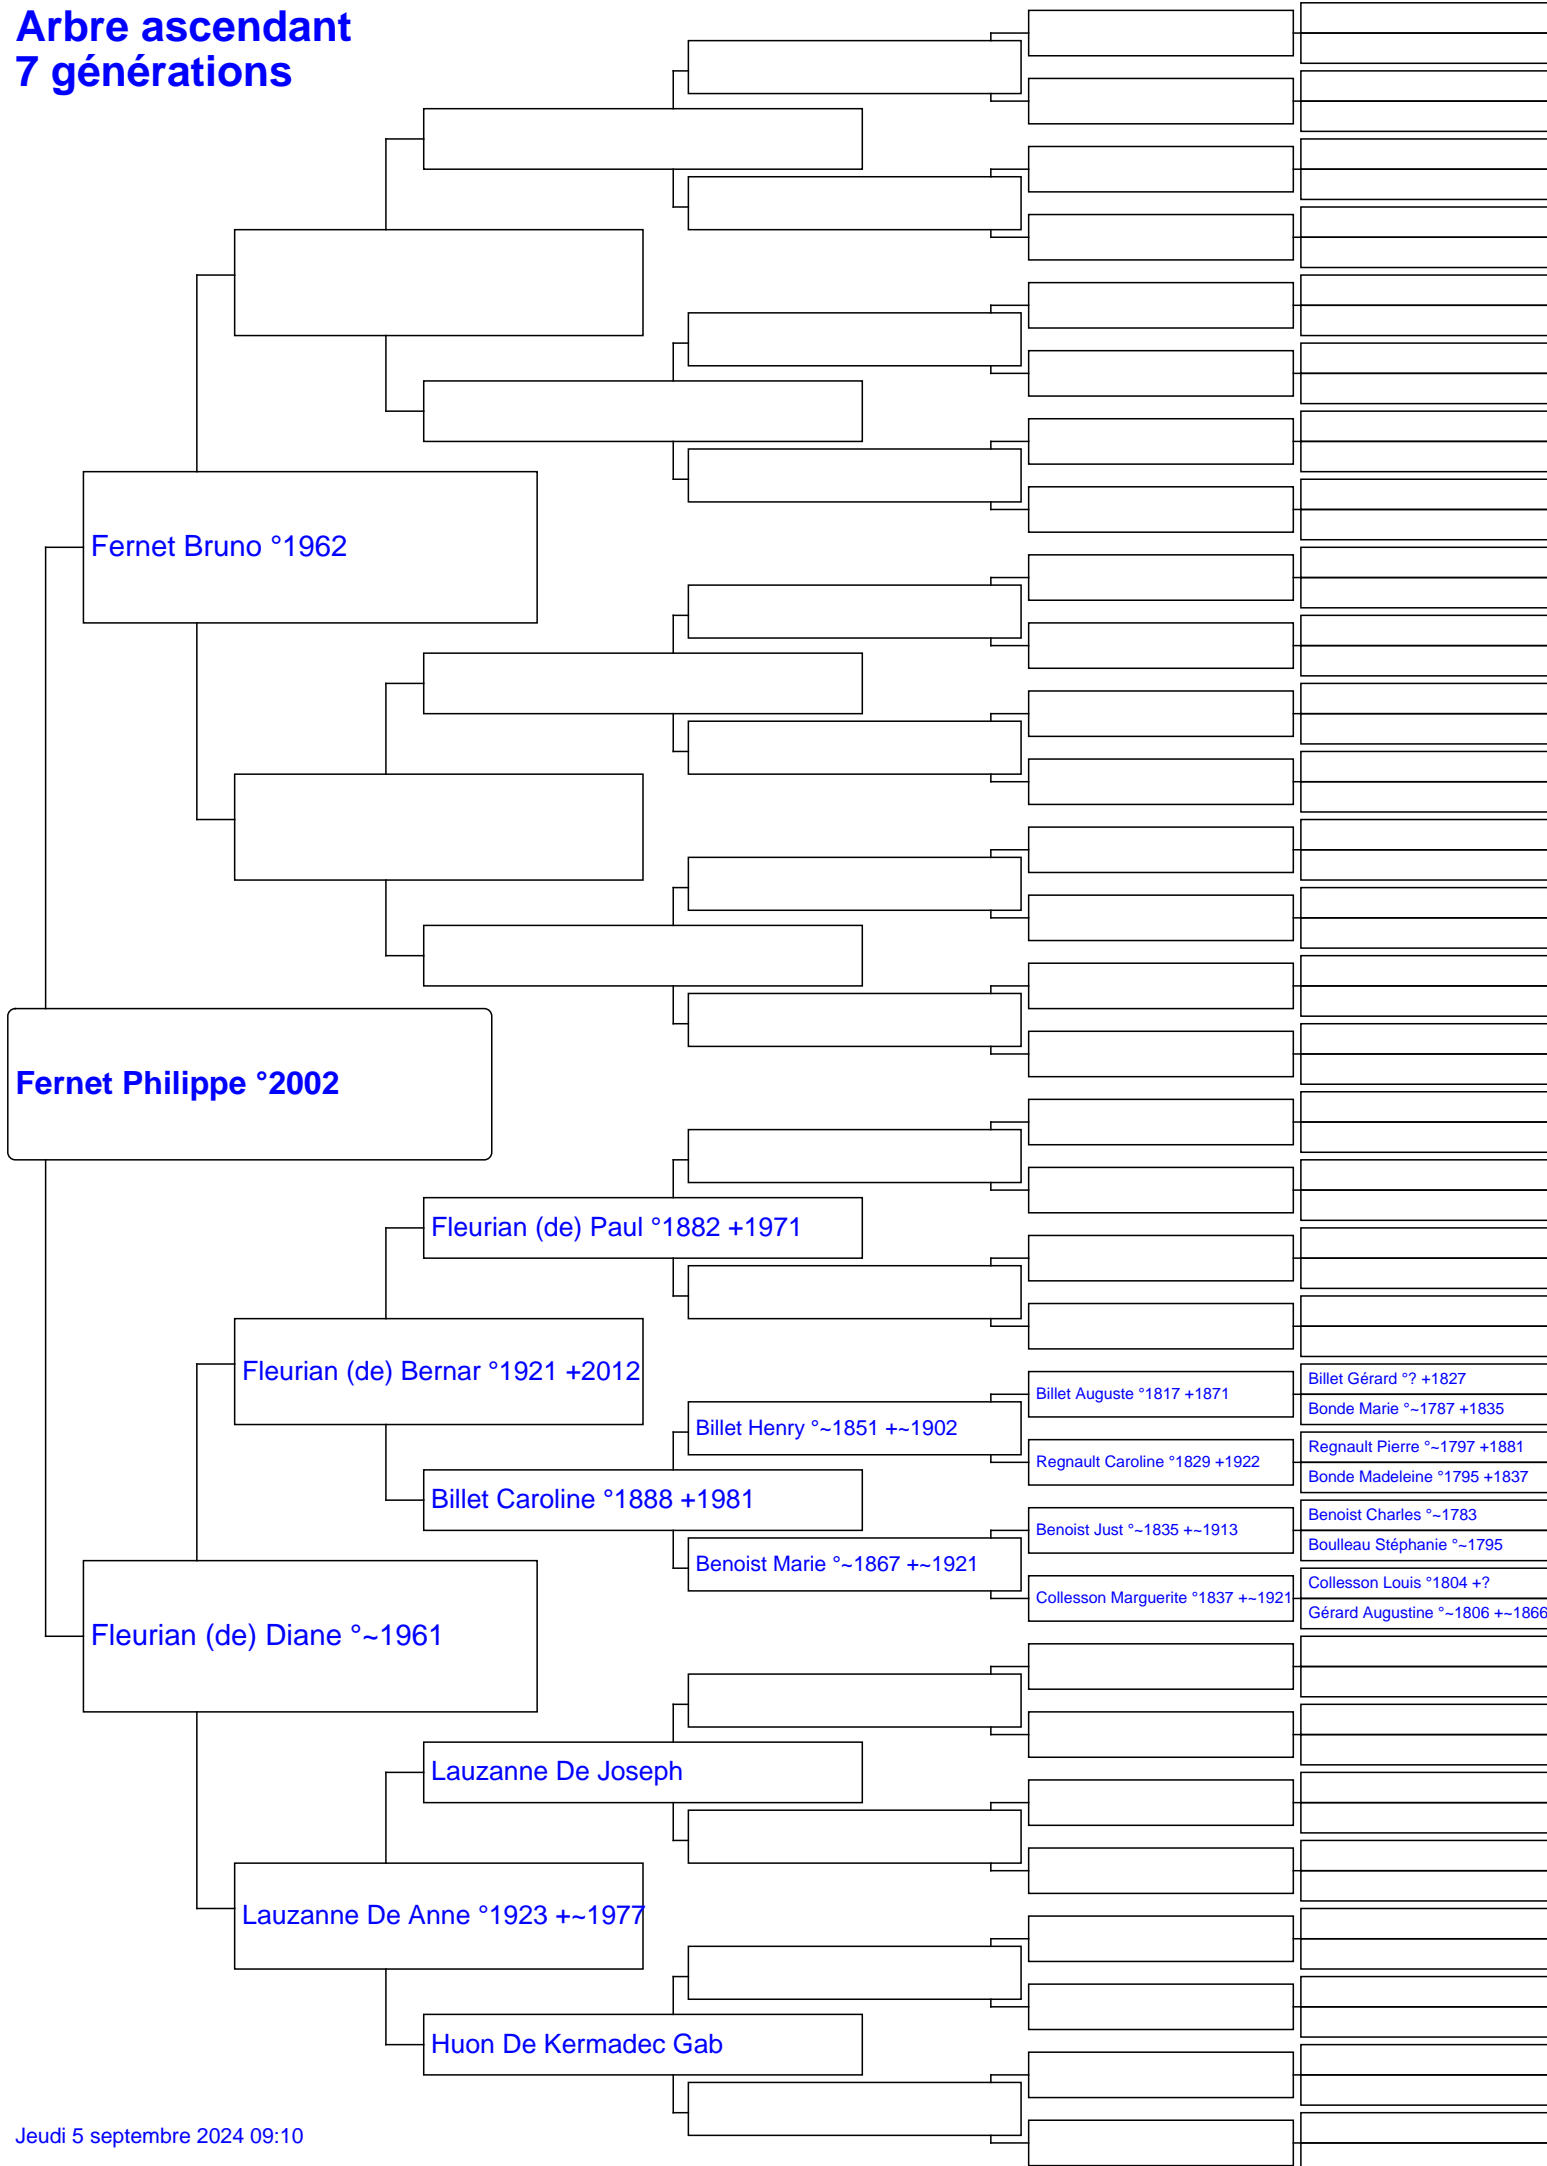 Arbre ascendant
7 générations
Fernet Bruno °1962
Fernet Philippe °2002
Fleurian (de) Paul °1882 +1971
Fleurian (de) Bernar °1921 +2012
Billet Auguste °1817 +1871
Billet Gérard °? +1827
Bonde Marie °~1787 +1835
Billet Henry °~1851 +~1902
Regnault Caroline °1829 +1922
Regnault Pierre °~1797 +1881
Bonde Madeleine °1795 +1837
Billet Caroline °1888 +1981
Benoist Just °~1835 +~1913
Benoist Charles °~1783
Boulleau Stéphanie °~1795
Benoist Marie °~1867 +~1921
Collesson Marguerite °1837 +~1921
Collesson Louis °1804 +?
Gérard Augustine °~1806 +~1866
Fleurian (de) Diane °~1961
Lauzanne De Joseph
Lauzanne De Anne °1923 +~1977
Huon De Kermadec Gab
Jeudi 5 septembre 2024 09:10